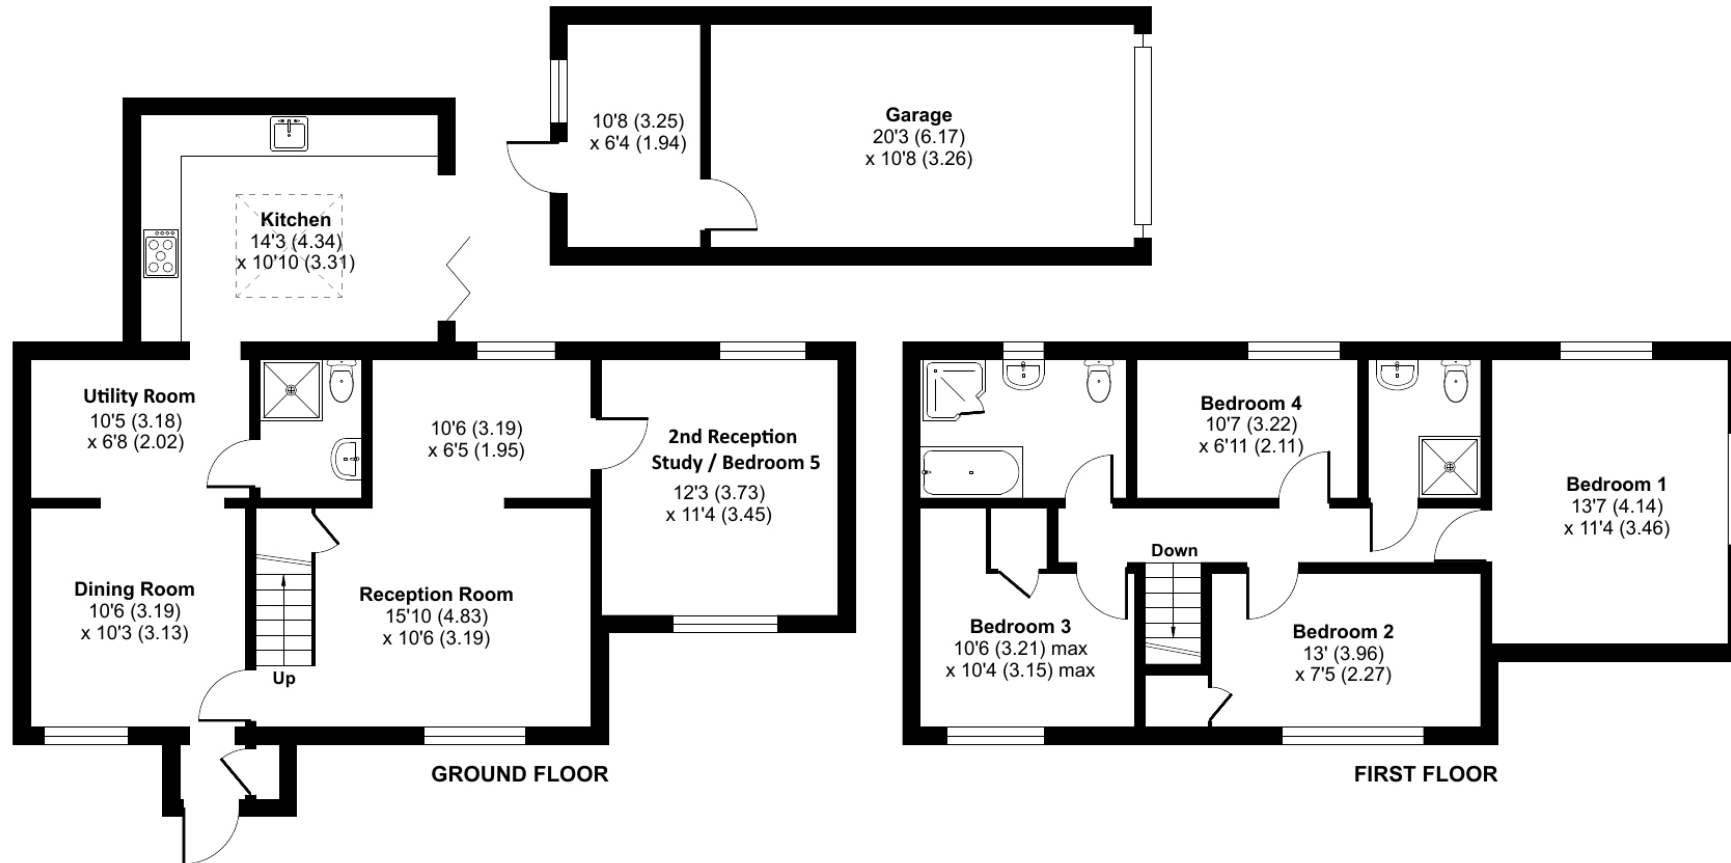 10'8 (3.25)
x 6'4 (1.94)
Garage
20'3 (6.17)
x 10'8 (3.26)
Kitchen
14'3 (4.34)
x 10'10 (3.31)
Utility Room
10'5 (3.18)
x 6'8 (2.02)
10'6 (3.19)
x 6'5 (1.95)
2nd Reception
Study / Bedroom 5
12'3 (3.73)
x 11'4 (3.45)
Dining Room
10'6 (3.19)
x 10'3 (3.13)
Reception Room
15'10 (4.83)
x 10'6 (3.19)
Up
GROUND FLOOR
Bedroom 4
10'7 (3.22)
x 6'11 (2.11)
Bedroom 1
13'7 (4.14)
x 11'4 (3.46)
Down
Bedroom 3
10'6 (3.21) max
x 10'4 (3.15) max
Bedroom 2
13' (3.96)
x 7'5 (2.27)
FIRST FLOOR